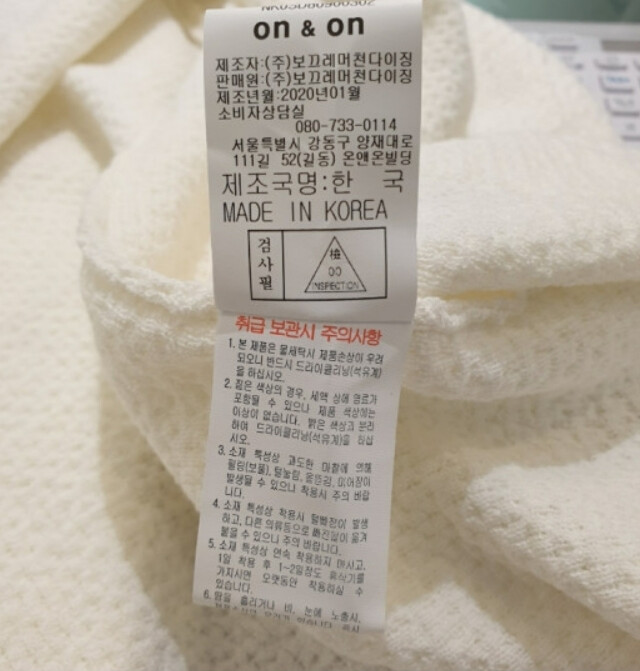 on & on
제조자:(주)보끄레머천다이징
판매원:(주)보끄레머천다이징
제조년월:2020년01월
소비자상담실
080-733-0114
서울특별시 강동구 양재대로
111길 52(길동) 온앤온빌딩
제조국명:한 국
MADE IN KOREA
검사필
檢
00
INSPECTION
취급 보관시 주의사항
1. 본 제품은 물세탁시 제품손상이 우려
되오니 반드시 드라이클리닝(석유계)
을 하십시오.
2. 짙은 색상의 경우, 세액 상에 염료가
포함될 수 있으나 제품 색상에는
이상이 없습니다. 밝은 색상과 분리
하여 드라이클리닝(석유계)을 하십
시오.
3. 소재 특성상 과도한 마찰에 의해
필링(보풀), 털눌림, 올뜯김, 미어짐이
발생될 수 있으니 착용시 주의 바랍
니다.
4. 소재 특성상 착용시 털빠짐이 발생
하고, 다른 의류등으로 빠진털이 옮겨
붙을 수 있으니 주의 바랍니다.
5. 소재 특성상 연속 착용하지 마시고,
1일 착용 후 1~2일정도 휴식기를
가지시면 오랫동안 착용하실 수
있습니다.
6. 땀을 흘리거나 비, 눈에 노출시,